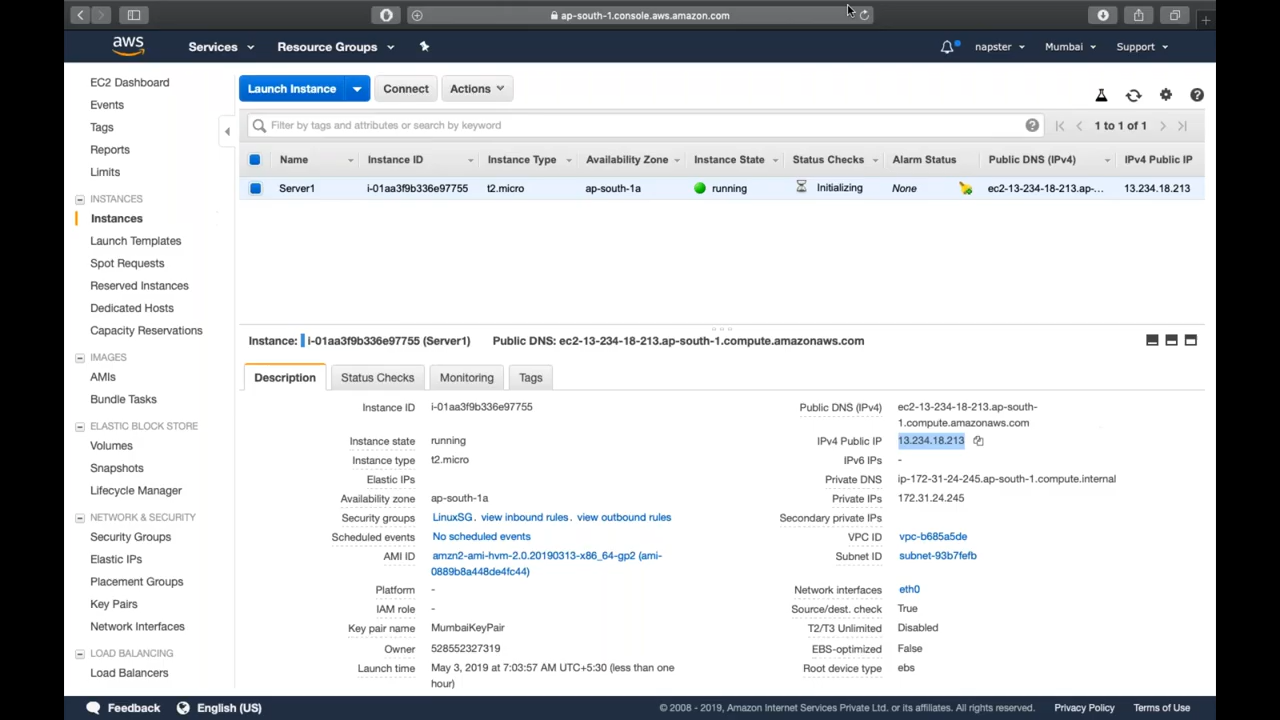 ap-south-1.console.aws.amazon.com
aws Services Resource Groups napster Mumbai Support
EC2 Dashboard
Events
Tags
Reports
Limits
INSTANCES
Instances
Launch Templates
Spot Requests
Reserved Instances
Dedicated Hosts
Capacity Reservations
IMAGES
AMIs
Bundle Tasks
ELASTIC BLOCK STORE
Volumes
Snapshots
Lifecycle Manager
NETWORK & SECURITY
Security Groups
Elastic IPs
Placement Groups
Key Pairs
Network Interfaces
LOAD BALANCING
Load Balancers
Launch Instance Connect Actions
Filter by tags and attributes or search by keyword 1 to 1 of 1
Name Instance ID Instance Type Availability Zone Instance State Status Checks Alarm Status Public DNS (IPv4) IPv4 Public IP
Server1 i-01aa3f9b336e97755 t2.micro ap-south-1a running Initializing None ec2-13-234-18-213.ap-... 13.234.18.213
Instance: i-01aa3f9b336e97755 (Server1) Public DNS: ec2-13-234-18-213.ap-south-1.compute.amazonaws.com
Description Status Checks Monitoring Tags
Instance ID i-01aa3f9b336e97755
Instance state running
Instance type t2.micro
Elastic IPs
Availability zone ap-south-1a
Security groups LinuxSG. view inbound rules. view outbound rules
Scheduled events No scheduled events
AMI ID amzn2-ami-hvm-2.0.20190313-x86_64-gp2 (ami-
0889b8a448de4fc44)
Platform -
IAM role -
Key pair name MumbaiKeyPair
Owner 528552327319
Launch time May 3, 2019 at 7:03:57 AM UTC+5:30 (less than one
hour)
Public DNS (IPv4) ec2-13-234-18-213.ap-south-
1.compute.amazonaws.com
IPv4 Public IP 13.234.18.213
IPv6 IPs -
Private DNS ip-172-31-24-245.ap-south-1.compute.internal
Private IPs 172.31.24.245
Secondary private IPs
VPC ID vpc-b685a5de
Subnet ID subnet-93b7fefb
Network interfaces eth0
Source/dest. check True
T2/T3 Unlimited Disabled
EBS-optimized False
Root device type ebs
Feedback English (US) © 2008 - 2019, Amazon Internet Services Private Ltd. or its affiliates. All rights reserved. Privacy Policy Terms of Use